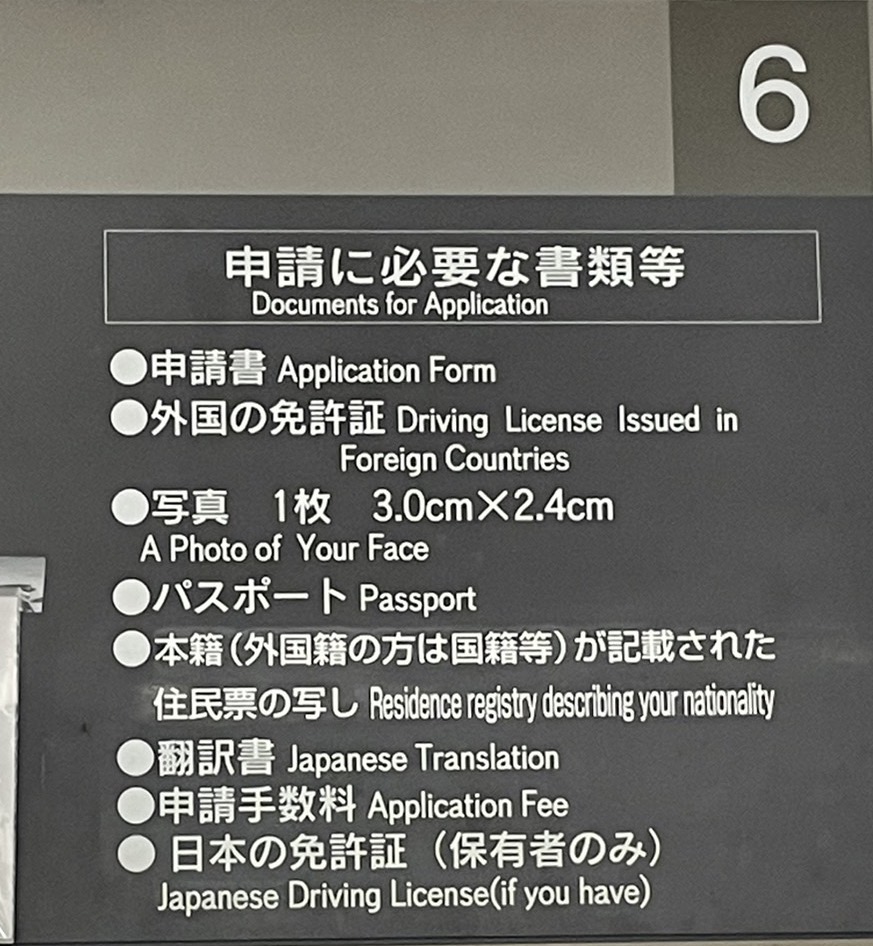 6
申請に必要な書類等
Documents for Application
●申請書 Application Form
●外国の免許証 Driving License Issued in
Foreign Countries
●写真　1枚　3.0cm×2.4cm
A Photo of Your Face
●パスポート Passport
●本籍（外国籍の方は国籍等）が記載された
住民票の写し Residence registry describing your nationality
●翻訳書 Japanese Translation
●申請手数料 Application Fee
● 日本の免許証 （保有者のみ）
Japanese Driving License(if you have)